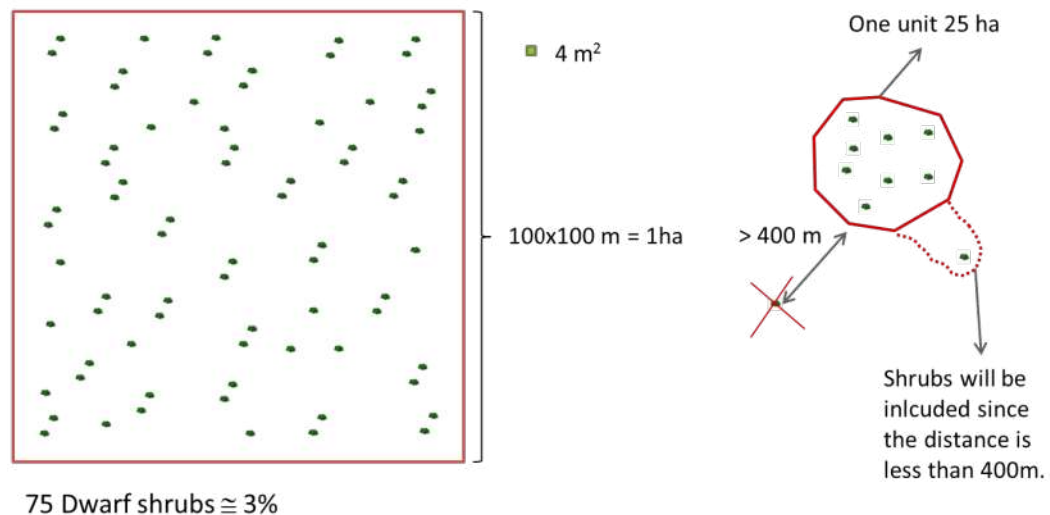 One unit 25 ha
4 m²
100x100 m = 1ha
> 400 m
Shrubs will be
inlcuded since
the distance is
less than 400m.
75 Dwarf shrubs ≅ 3%